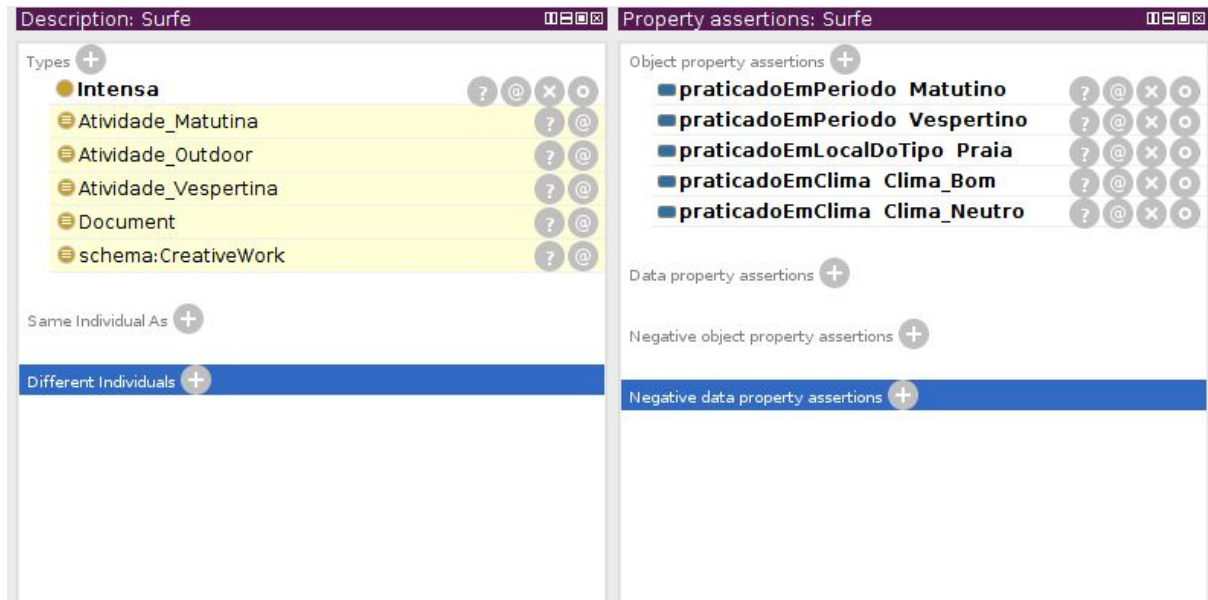 Description: Surfe
Types
Intensa
Atividade_Matutina
Atividade_Outdoor
Atividade_Vespertina
Document
schema:CreativeWork
Same Individual As
Different Individuals
Property assertions: Surfe
Object property assertions
praticadoEmPeriodo Matutino
praticadoEmPeriodo Vespertino
praticadoEmLocalDoTipo Praia
praticadoEmClima Clima_Bom
praticadoEmClima Clima_Neutro
Data property assertions
Negative object property assertions
Negative data property assertions